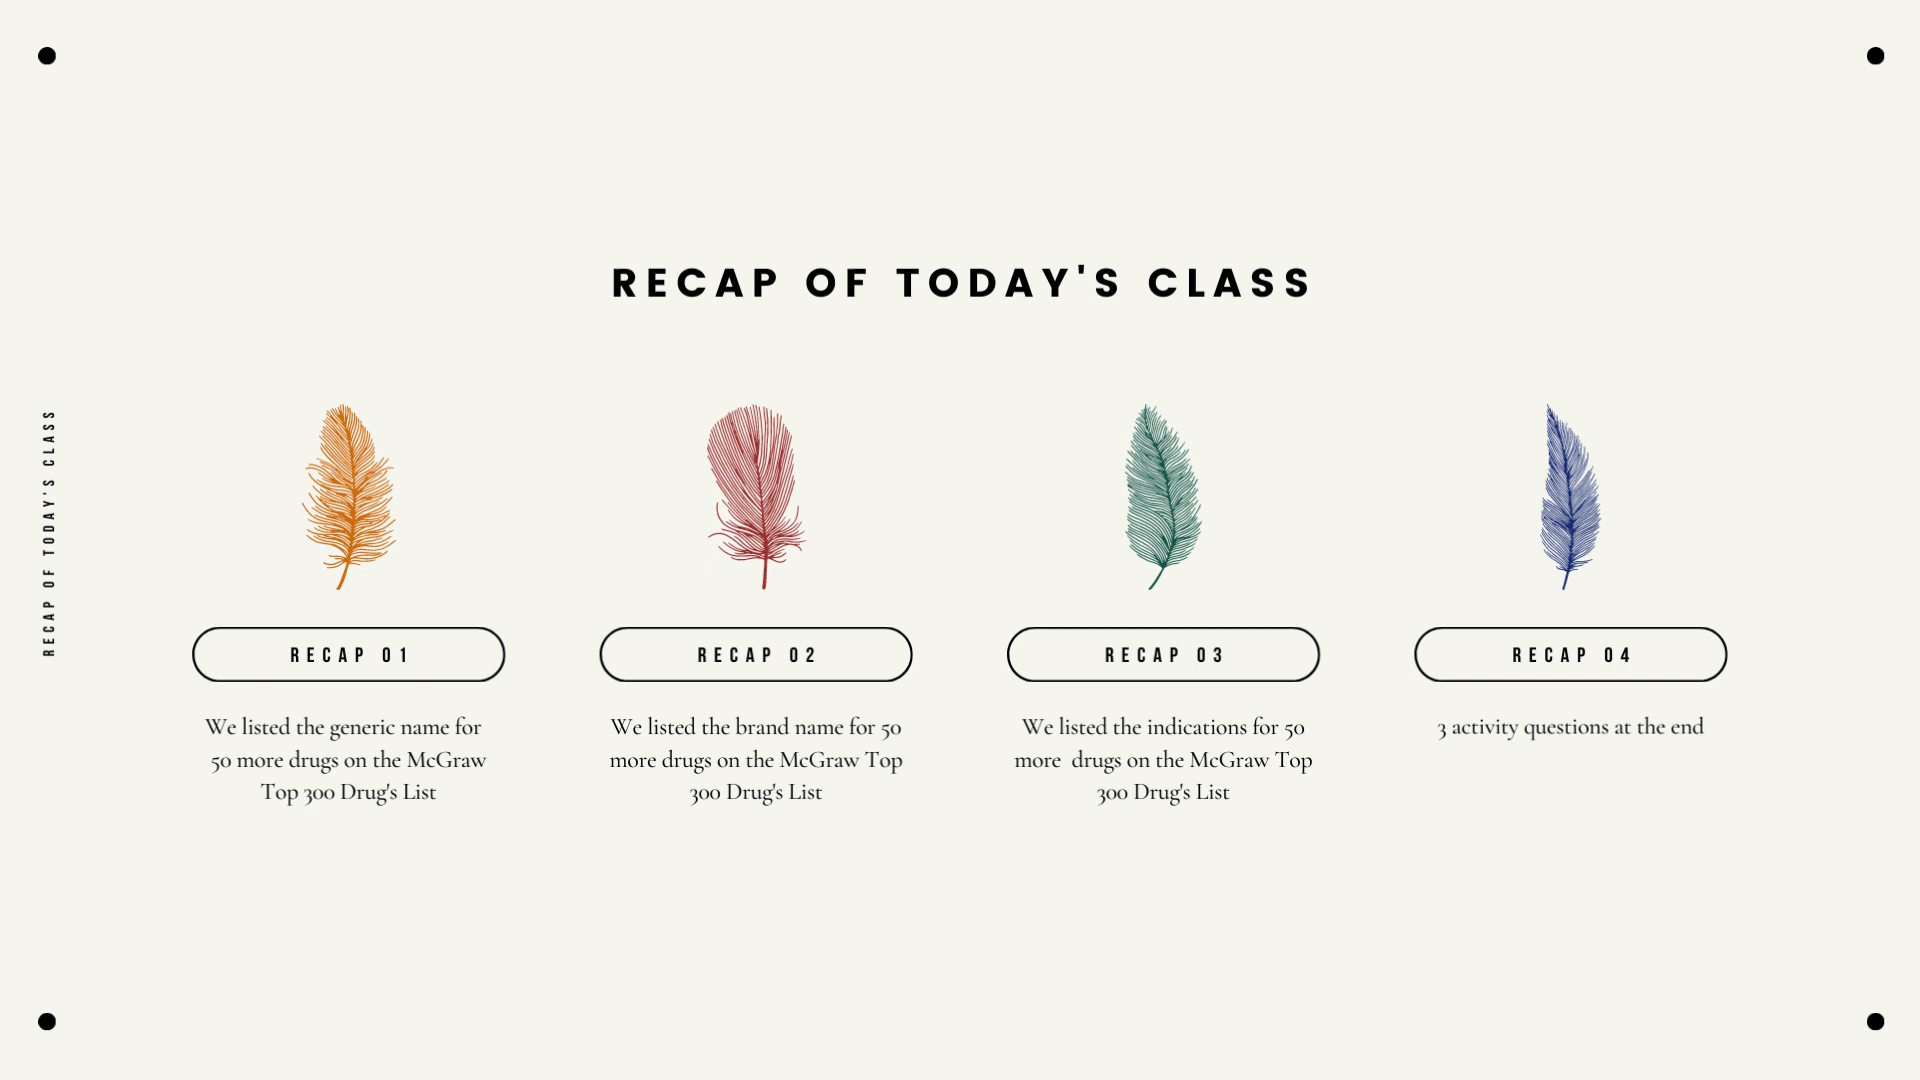 RECAP OF TODAY'S CLASS
RECAP OF TODAY'S CLASS
RECAP 01
We listed the generic name for
50 more drugs on the McGraw
Top 300 Drug's List
RECAP 02
We listed the brand name for 50
more drugs on the McGraw Top
300 Drug's List
RECAP 03
We listed the indications for 50
more  drugs on the McGraw Top
300 Drug's List
RECAP 04
3 activity questions at the end